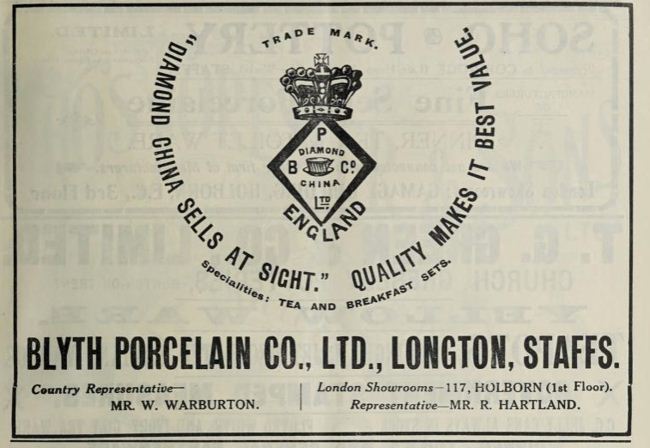 TRADE MARK.
"DIAMOND CHINA SELLS AT SIGHT." QUALITY MAKES IT BEST VALUE.
P
DIAMOND
B Co.
CHINA
LTD
ENGLAND
Specialities: TEA AND BREAKFAST SETS.
BLYTH PORCELAIN CO., LTD., LONGTON, STAFFS.
Country Representative—
MR. W. WARBURTON.
London Showrooms—117, HOLBORN (1st Floor).
Representative—MR. R. HARTLAND.